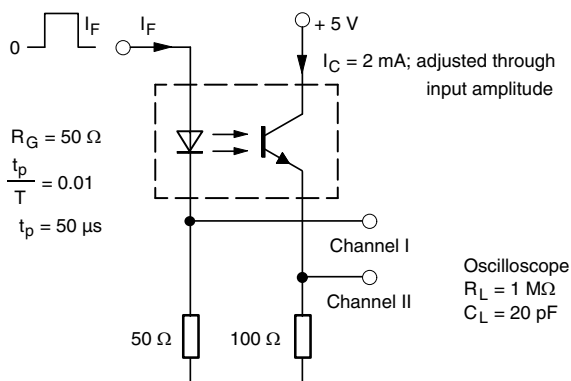 0
I_F
I_F
+ 5 V
I_C = 2 mA; adjusted through
input amplitude
R_G = 50 Ω
t_p
T
= 0.01
t_p = 50 μs
Channel I
Channel II
50 Ω
100 Ω
Oscilloscope
R_L = 1 MΩ
C_L = 20 pF